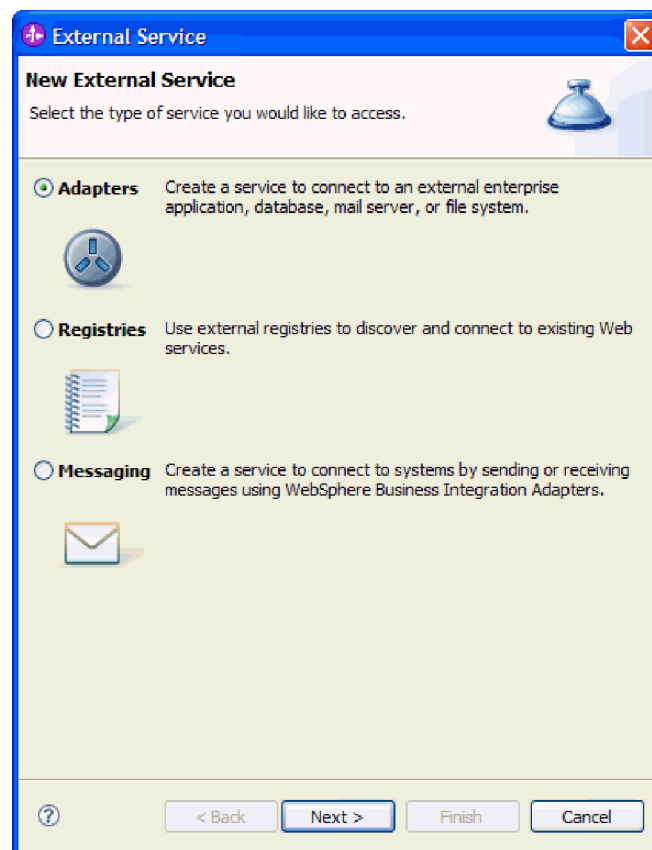 External Service
New External Service
Select the type of service you would like to access.
Adapters
Create a service to connect to an external enterprise
application, database, mail server, or file system.
Registries
Use external registries to discover and connect to existing Web
services.
Messaging
Create a service to connect to systems by sending or receiving
messages using WebSphere Business Integration Adapters.
? < Back Next > Finish Cancel